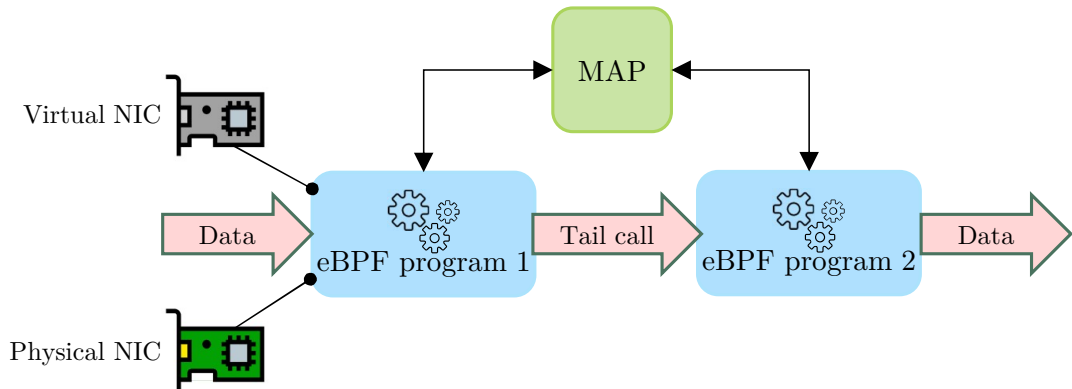 MAP
Virtual NIC
Data
Tail call
Data
eBPF program 1
eBPF program 2
Physical NIC